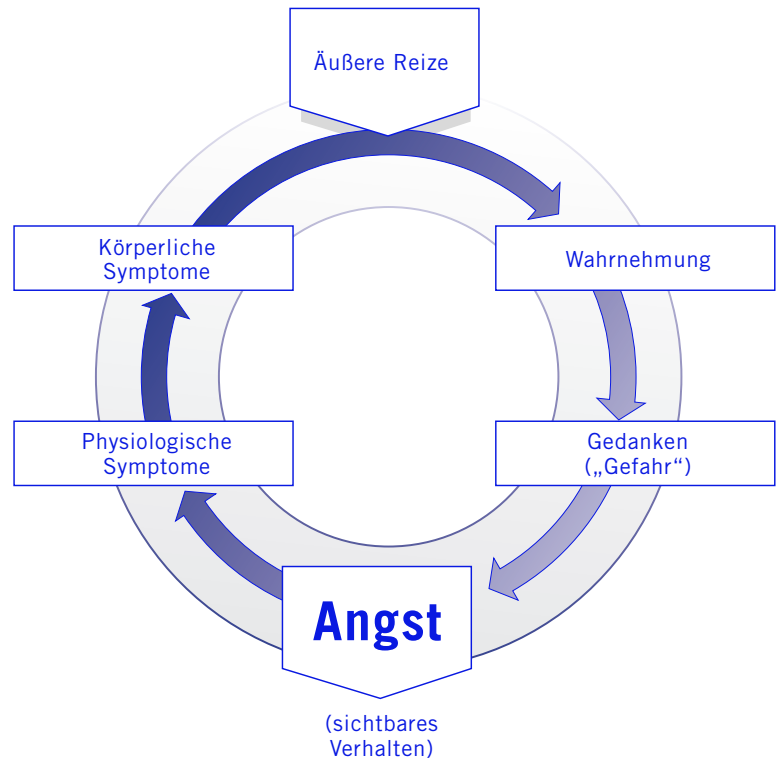 Äußere Reize
Körperliche
Symptome
Wahrnehmung
Physiologische
Symptome
Gedanken
(„Gefahr“)
Angst
(sichtbares
Verhalten)